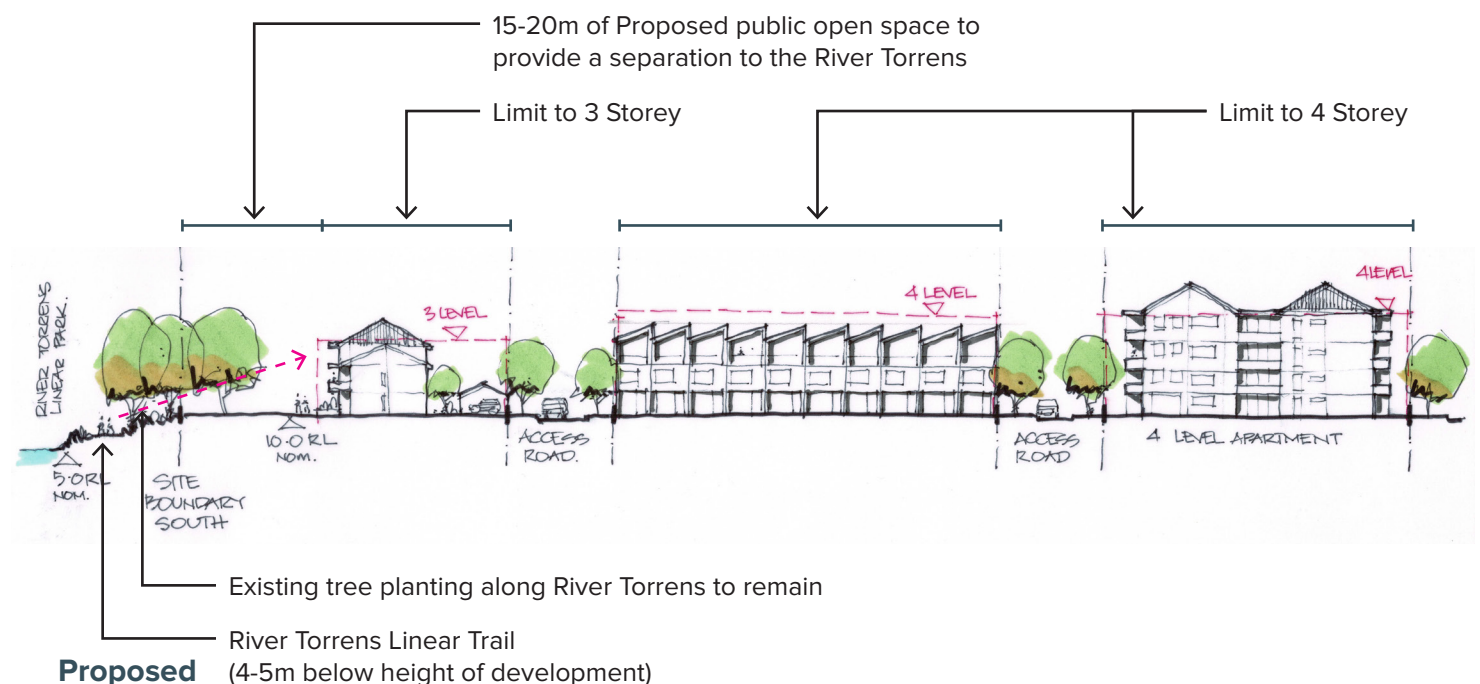 15-20m of Proposed public open space to
provide a separation to the River Torrens
Limit to 3 Storey
Limit to 4 Storey
RIVER TORRENS
LINEAR PARK.
3 LEVEL
4 LEVEL
4 LEVEL
5.0 RL
NOM.
SITE
BOUNDARY
SOUTH
10.0 RL
NOM.
ACCESS
ROAD.
ACCESS
ROAD
4 LEVEL APARTMENT
Existing tree planting along River Torrens to remain
River Torrens Linear Trail
(4-5m below height of development)
Proposed